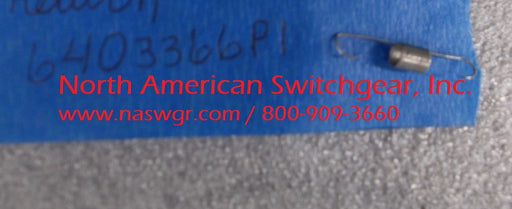 6403366P1
North American Switchgear, Inc.
www.naswgr.com / 800-909-3660